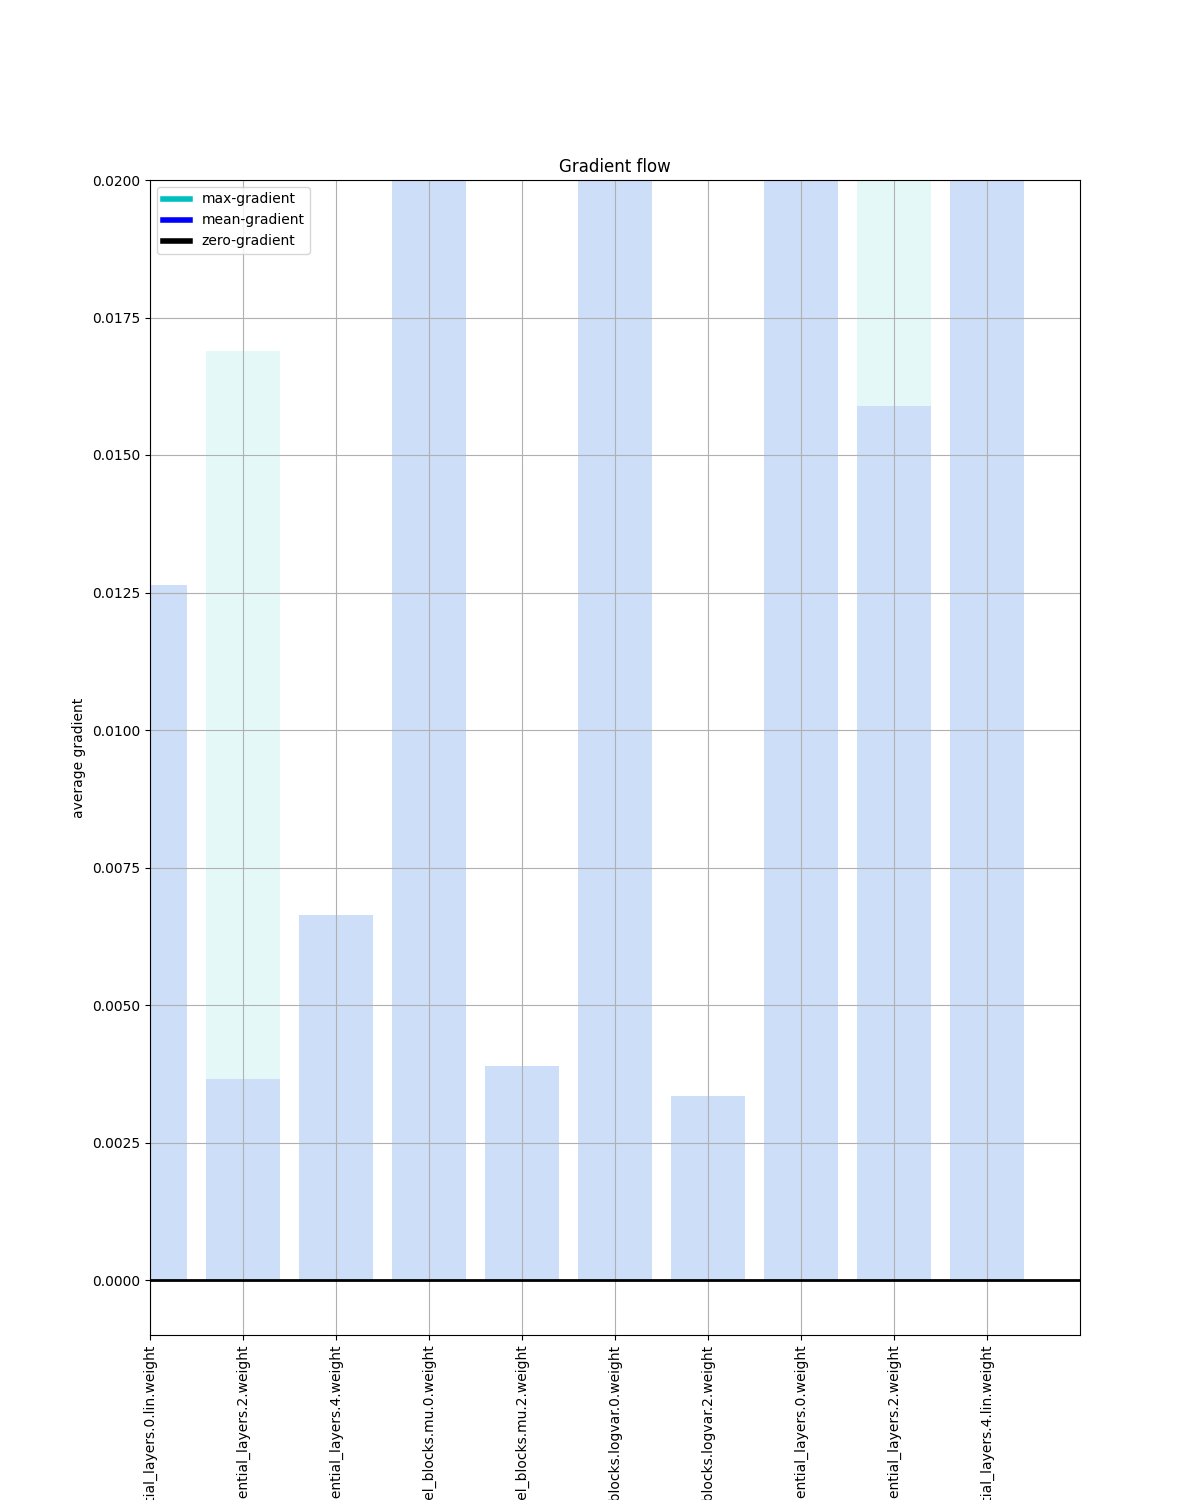 Gradient flow
max-gradient
mean-gradient
zero-gradient
0.0200
0.0175
0.0150
0.0125
0.0100
0.0075
0.0050
0.0025
0.0000
average gradient
tial_layers.0.lin.weight
ential_layers.2.weight
ential_layers.4.weight
el_blocks.mu.0.weight
el_blocks.mu.2.weight
blocks.logvar.0.weight
blocks.logvar.2.weight
ential_layers.0.weight
ential_layers.2.weight
tial_layers.4.lin.weight